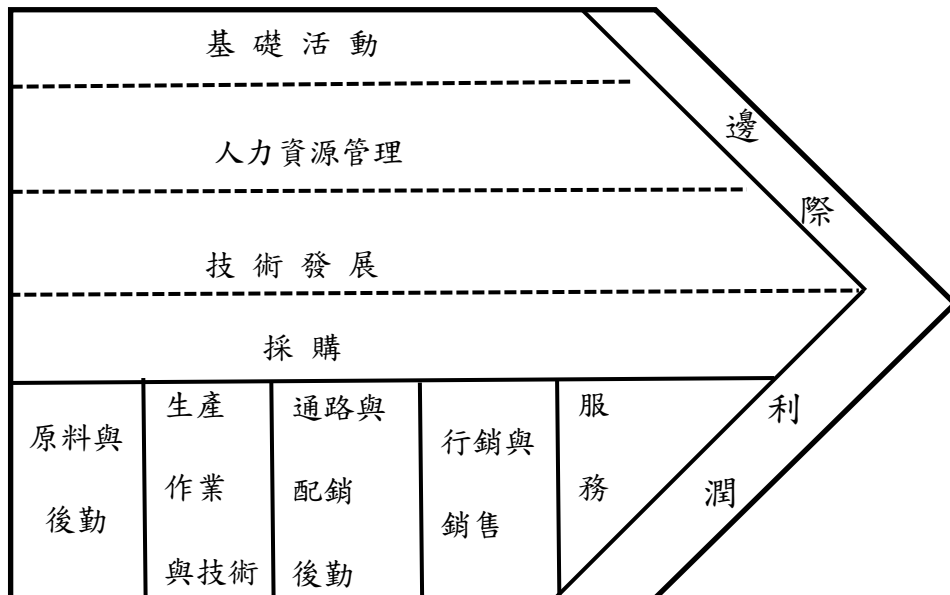 基礎活動
人力資源管理
技術發展
採購
原料與
後勤
生產
作業
與技術
通路與
配銷
後勤
行銷與
銷售
服
務
邊
際
利
潤